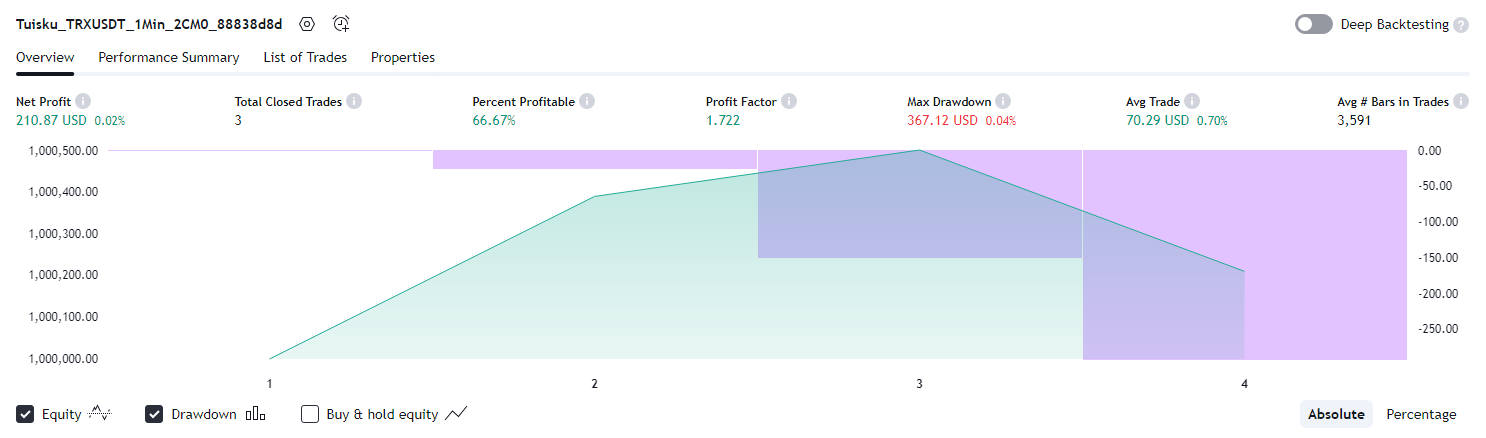 Tuisku_TRXUSDT_1Min_2CM0_88838d8d
Deep Backtesting ?
Overview Performance Summary List of Trades Properties
Net Profit i Total Closed Trades i Percent Profitable i Profit Factor i Max Drawdown i Avg Trade i Avg # Bars in Trades i
210.87 USD 0.02% 3 66.67% 1.722 367.12 USD 0.04% 70.29 USD 0.70% 3,591
1,000,500.00 0.00
1,000,400.00 -50.00
1,000,300.00 -100.00
1,000,200.00 -150.00
1,000,100.00 -200.00
1,000,000.00 -250.00
1 2 3 4
Equity Drawdown Buy & hold equity Absolute Percentage